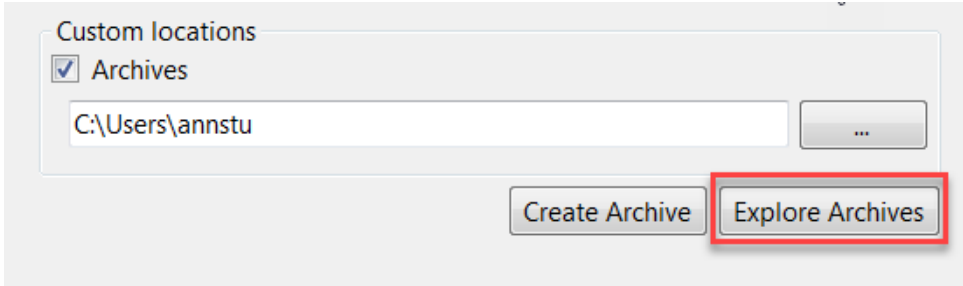 Custom locations
Archives
C:\Users\annstu
...
Create Archive
Explore Archives